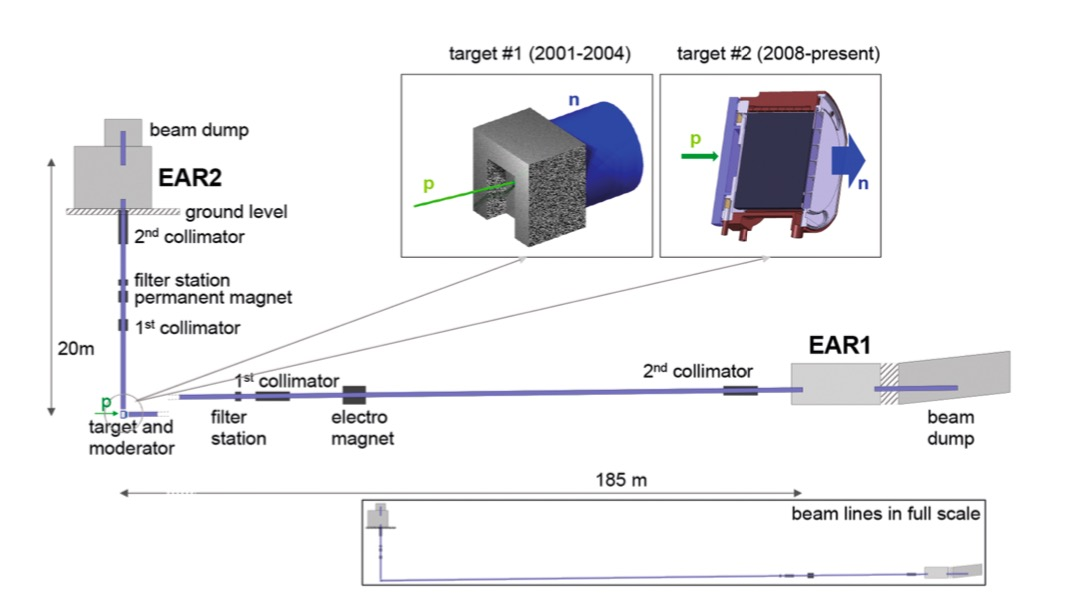 target #1 (2001-2004)
target #2 (2008-present)
n
p
p
n
beam dump
EAR2
ground level
2nd collimator
filter station
permanent magnet
1st collimator
20m
p
target and
moderator
1st collimator
filter
station
electro
magnet
2nd collimator
EAR1
beam
dump
185 m
beam lines in full scale